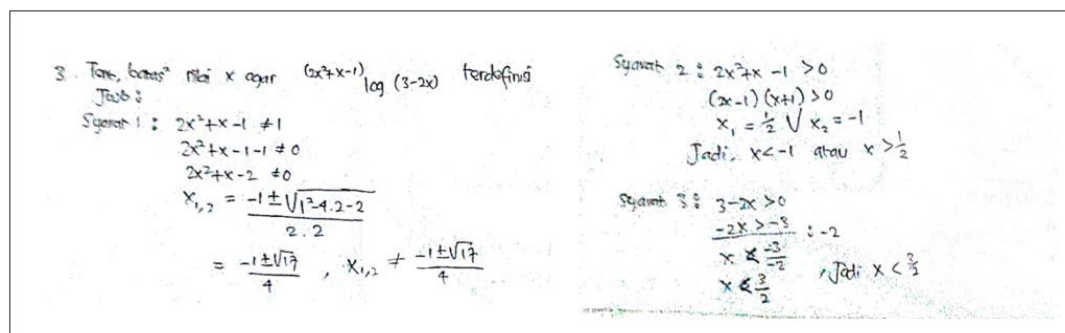 3. Tent, batas² nilai x agar (2x²+x-1)log (3-2x) terdefinisi
Jawab :
Syarat 1 : 2x²+x-1 ≠ 1
2x²+x-1-1 ≠ 0
2x²+x-2 ≠ 0
x₁,₂ = (-1 ± √(1²-4.2-2)) / 2.2
= (-1±√17)/4 , x₁,₂ ≠ (-1±√17)/4
Syarat 2 : 2x²+x-1 > 0
(2x-1) (x+1) > 0
x₁ = 1/2 V x₂ = -1
Jadi, x < -1 atau x > 1/2
Syarat 3 : 3-2x > 0
-2x > -3 : -2
x < -3/-2
x < 3/2 , Jadi x < 3/2